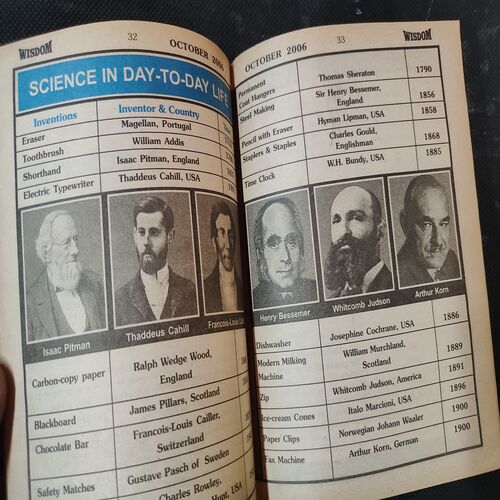 WISDOM
32
OCTOBER 2006
SCIENCE IN DAY-TO-DAY LIFE
Inventions
Inventor & Country
Eraser
Magellan, Portugal
Toothbrush
William Addis
Shorthand
Isaac Pitman, England
Electric Typewriter
Thaddeus Cahill, USA
Isaac Pitman
Thaddeus Cahill
Francois-Louis
Carbon-copy paper
Ralph Wedge Wood,
England
Blackboard
James Pillars, Scotland
Chocolate Bar
Francois-Louis Cailler,
Switzerland
Safety Matches
Gustave Pasch of Sweden
Charles Rowley,
Hunt, USA
OCTOBER 2006
33
WISDOM
Permanent
Coat Hangers
Thomas Sheraton
1790
Steel Making
Sir Henry Bessemer,
England
1856
Pencil with Eraser
Hyman Lipman, USA
1858
Staplers & Staples
Charles Gould,
Englishman
1868
Time Clock
W.H. Bundy, USA
1885
Henry Bessemer
Whitcomb Judson
Arthur Korn
Dishwasher
Josephine Cochrane, USA
1886
Modern Milking
Machine
William Murchland,
Scotland
1889
Zip
Whitcomb Judson, America
1891
Ice-cream Cones
Italo Marcioni, USA
1896
Paper Clips
Norwegian Johann Waaler
1900
Fax Machine
Arthur Korn, German
1900